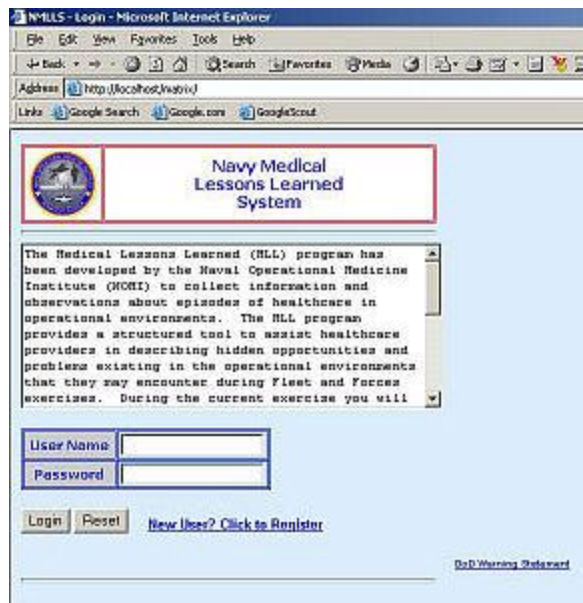 NMLLS - Login - Microsoft Internet Explorer
File Edit View Favorites Tools Help
Back Search Favorites Media
Address http://localhost/matrix/
Links Google Search Google.com GoogleScout
Navy Medical
Lessons Learned
System
The Medical Lessons Learned (MLL) program has
been developed by the Naval Operational Medicine
Institute (NOMI) to collect information and
observations about episodes of healthcare in
operational environments. The MLL program
provides a structured tool to assist healthcare
providers in describing hidden opportunities and
problems existing in the operational environments
that they may encounter during Fleet and Forces
exercises. During the current exercise you will
User Name
Password
Login Reset New User? Click to Register
DoD Warning Statement